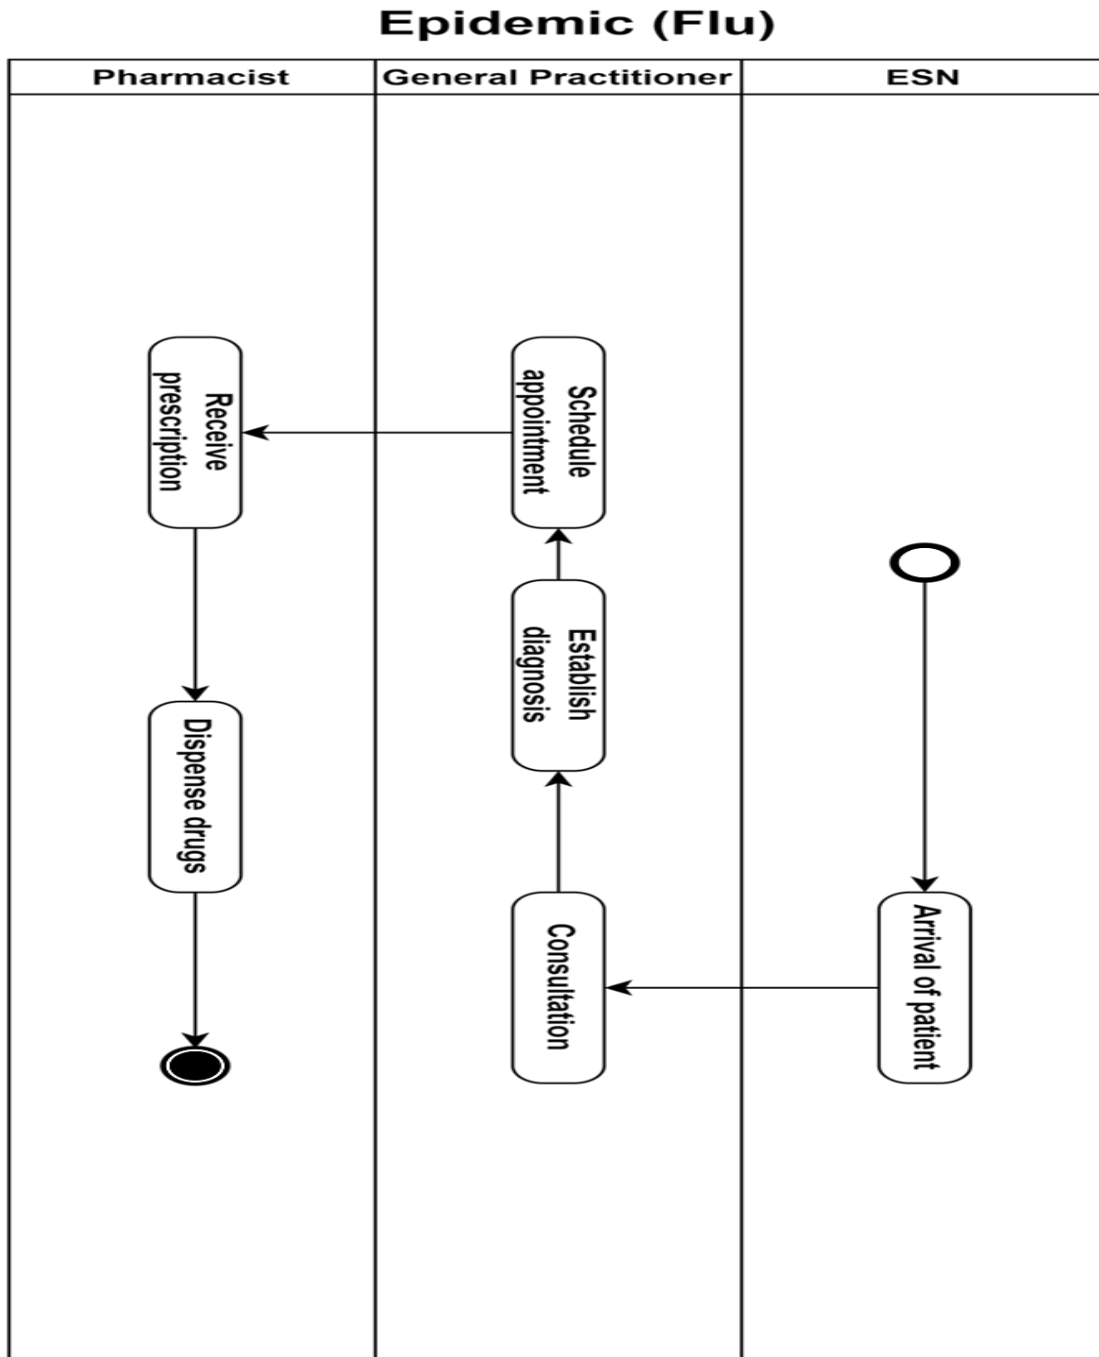 Epidemic (Flu)
Pharmacist
General Practitioner
ESN
Receive
prescription
Schedule
appointment
Establish
diagnosis
Dispense drugs
Consultation
Arrival of patient